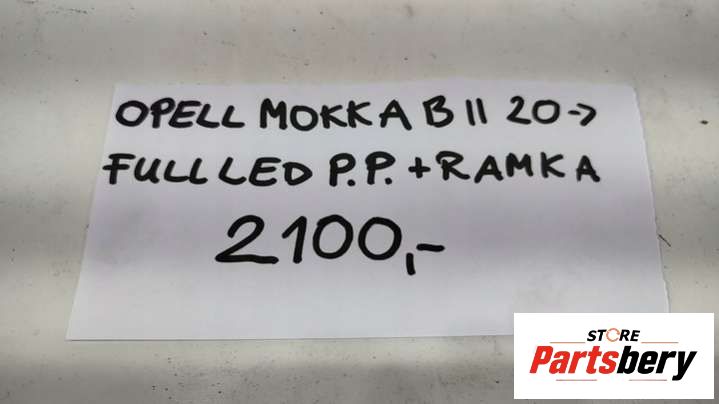 OPELL MOKKA B II 20->
FULL LED P.P. + RAMKA
2100,-
STORE
Partsbery